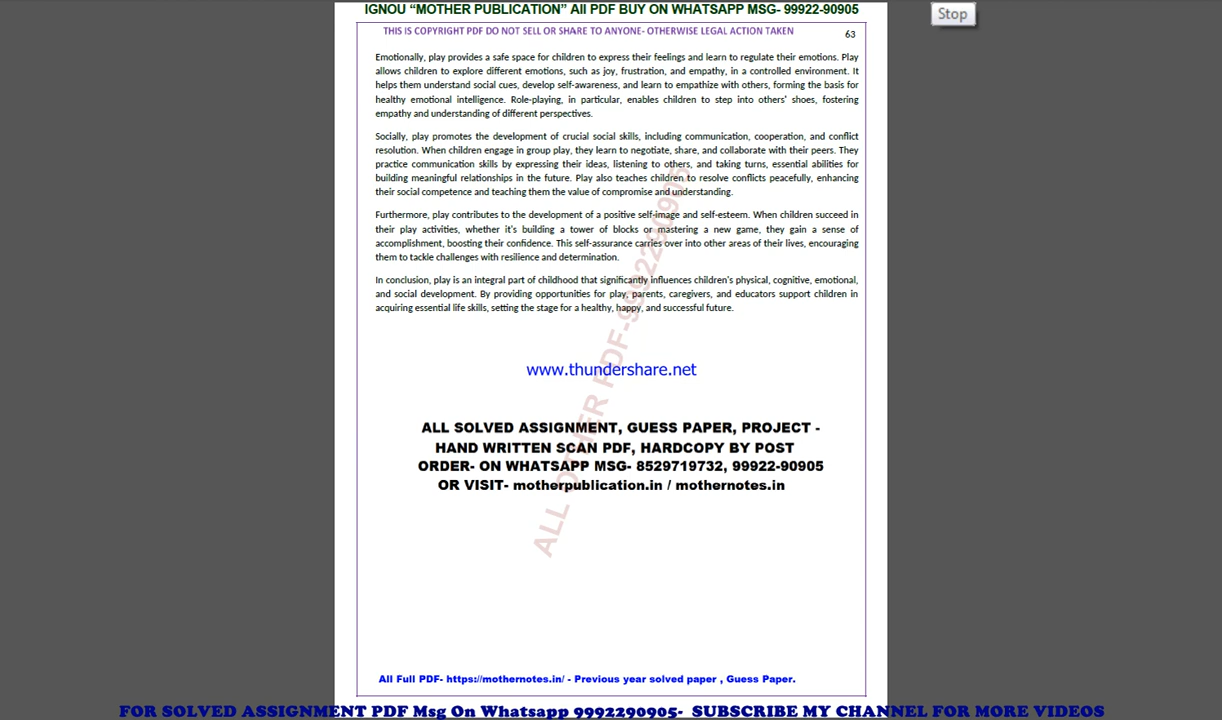 IGNOU “MOTHER PUBLICATION” All PDF BUY ON WHATSAPP MSG- 99922-90905
Stop
THIS IS COPYRIGHT PDF DO NOT SELL OR SHARE TO ANYONE- OTHERWISE LEGAL ACTION TAKEN
63
Emotionally, play provides a safe space for children to express their feelings and learn to regulate their emotions. Play
allows children to explore different emotions, such as joy, frustration, and empathy, in a controlled environment. It
helps them understand social cues, develop self-awareness, and learn to empathize with others, forming the basis for
healthy emotional intelligence. Role-playing, in particular, enables children to step into others' shoes, fostering
empathy and understanding of different perspectives.
Socially, play promotes the development of crucial social skills, including communication, cooperation, and conflict
resolution. When children engage in group play, they learn to negotiate, share, and collaborate with their peers. They
practice communication skills by expressing their ideas, listening to others, and taking turns, essential abilities for
building meaningful relationships in the future. Play also teaches children to resolve conflicts peacefully, enhancing
their social competence and teaching them the value of compromise and understanding.
Furthermore, play contributes to the development of a positive self-image and self-esteem. When children succeed in
their play activities, whether it's building a tower of blocks or mastering a new game, they gain a sense of
accomplishment, boosting their confidence. This self-assurance carries over into other areas of their lives, encouraging
them to tackle challenges with resilience and determination.
In conclusion, play is an integral part of childhood that significantly influences children's physical, cognitive, emotional,
and social development. By providing opportunities for play, parents, caregivers, and educators support children in
acquiring essential life skills, setting the stage for a healthy, happy, and successful future.
www.thundershare.net
ALL SOLVED ASSIGNMENT, GUESS PAPER, PROJECT -
HAND WRITTEN SCAN PDF, HARDCOPY BY POST
ORDER- ON WHATSAPP MSG- 8529719732, 99922-90905
OR VISIT- motherpublication.in / mothernotes.in
ALL OTHER PDF-9992290905
All Full PDF- https://mothernotes.in/ - Previous year solved paper , Guess Paper.
FOR SOLVED ASSIGNMENT PDF Msg On Whatsapp 9992290905- SUBSCRIBE MY CHANNEL FOR MORE VIDEOS